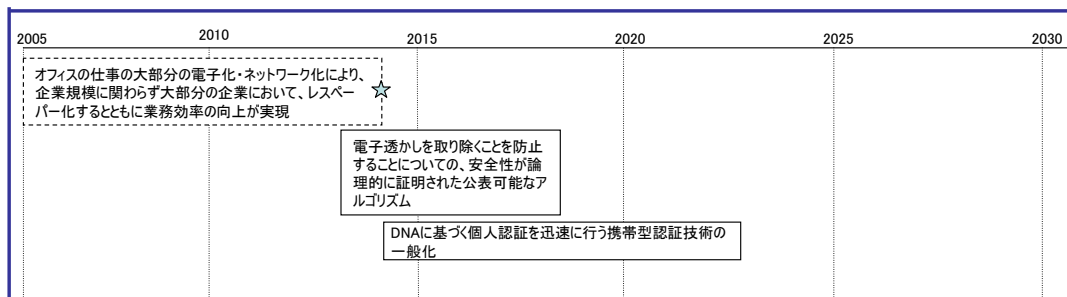 2005 2010 2015 2020 2025 2030
オフィスの仕事の大部分の電子化・ネットワーク化により、
企業規模に関わらず大部分の企業において、レスペー
パー化するとともに業務効率の向上が実現
電子透かしを取り除くことを防止
することについての、安全性が論
理的に証明された公表可能なア
ルゴリズム
DNAに基づく個人認証を迅速に行う携帯型認証技術の
一般化